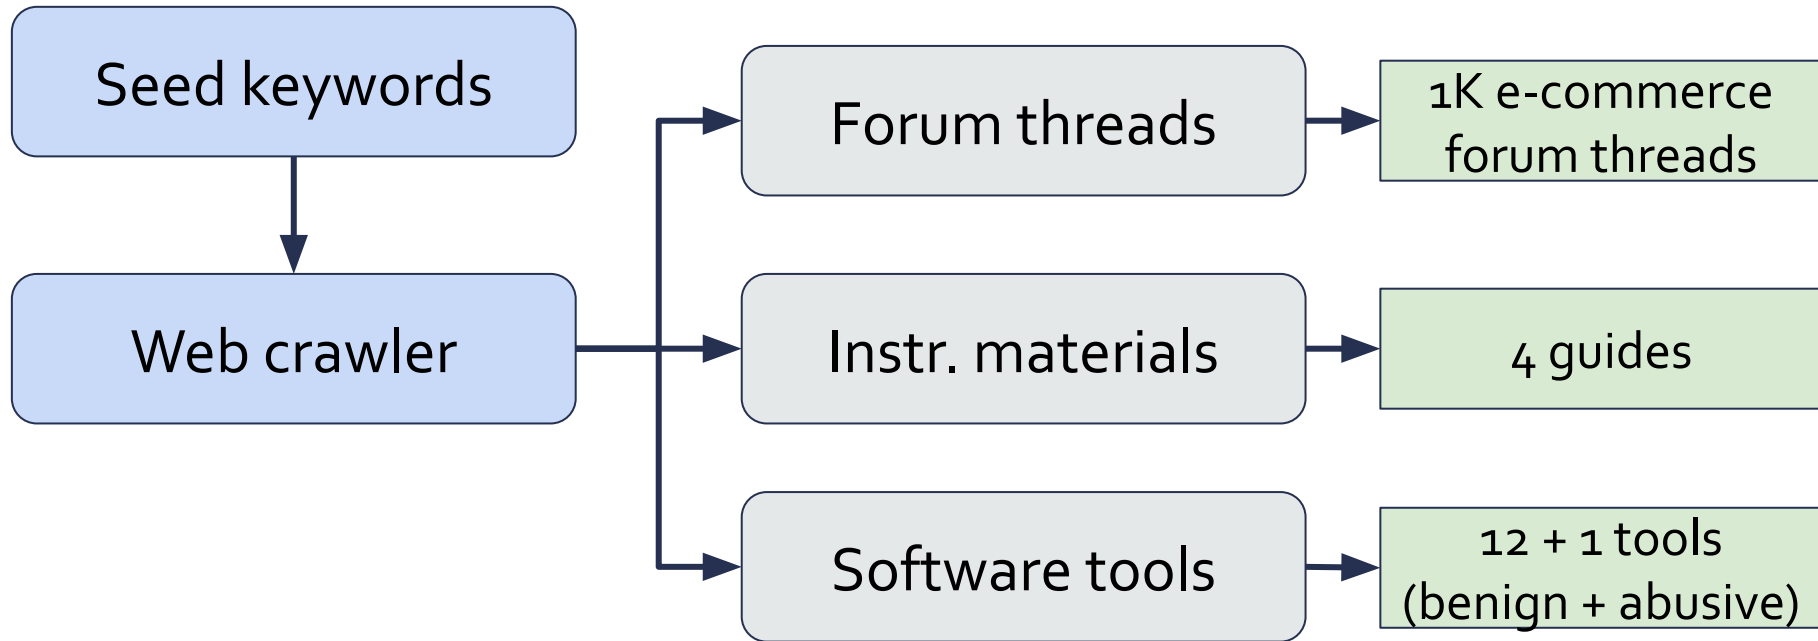 Seed keywords
Web crawler
Forum threads
Instr. materials
Software tools
1K e-commerce
forum threads
4 guides
12 + 1 tools
(benign + abusive)